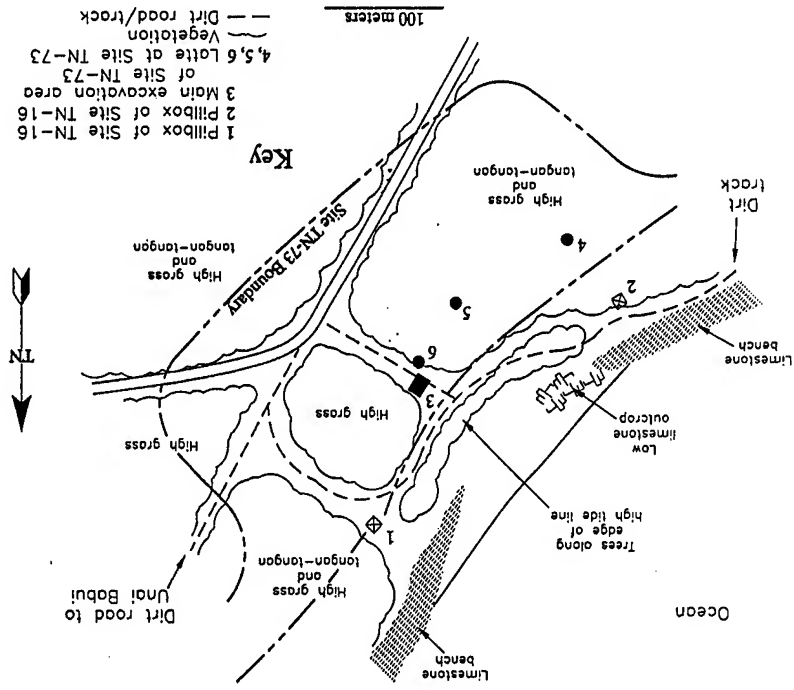 Limestone
bench
Ocean
Dirt road to
Unai Babui
High grass
and
tangan-tangan
Trees along
edge of
high tide line
1
High grass
Low
limestone
outcrop
High grass
3
6
TN
Limestone
bench
5
2
4
High grass
and
tangan-tangan
Site TN-73 Boundary
Dirt
track
High grass
and
tangan-tangan
Key
1 Pillbox of Site TN-16
2 Pillbox of Site TN-16
3 Main excavation area
of Site TN-73
4,5,6 Latte at Site TN-73
Vegetation
Dirt road/track
100 meters